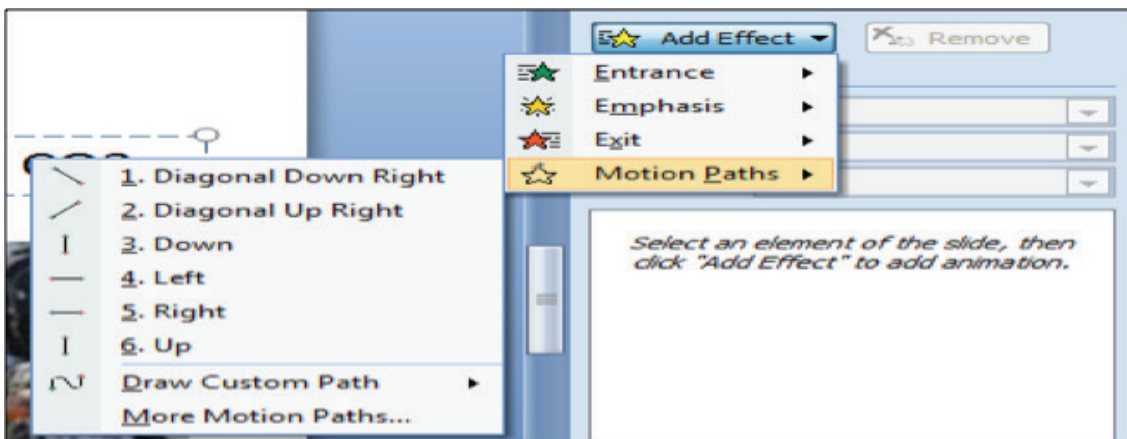 Add Effect
Remove
Entrance
Emphasis
Exit
Motion Paths
1. Diagonal Down Right
2. Diagonal Up Right
3. Down
4. Left
5. Right
6. Up
Draw Custom Path
More Motion Paths...
Select an element of the slide, then
click "Add Effect" to add animation.